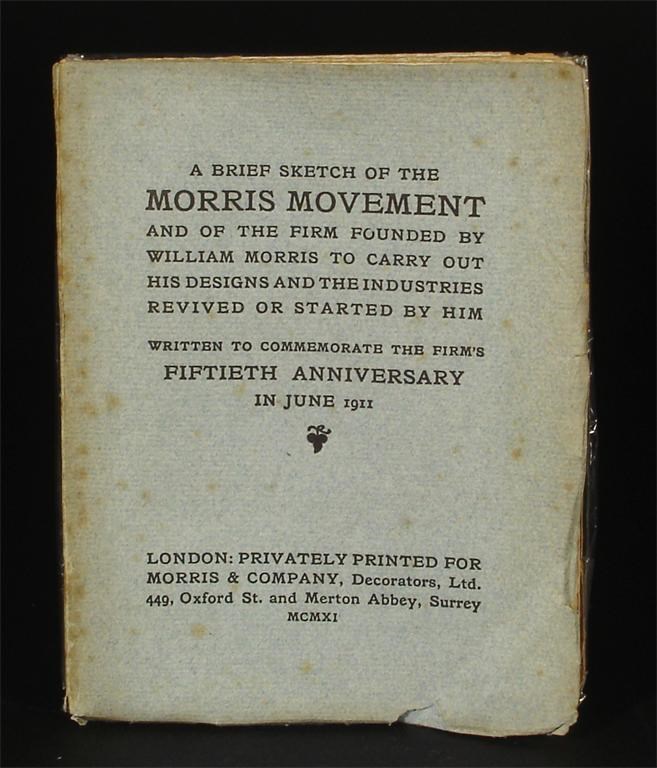 A BRIEF SKETCH OF THE
MORRIS MOVEMENT
AND OF THE FIRM FOUNDED BY
WILLIAM MORRIS TO CARRY OUT
HIS DESIGNS AND THE INDUSTRIES
REVIVED OR STARTED BY HIM
WRITTEN TO COMMEMORATE THE FIRM'S
FIFTIETH ANNIVERSARY
IN JUNE 1911
LONDON: PRIVATELY PRINTED FOR
MORRIS & COMPANY, Decorators, Ltd.
449, Oxford St. and Merton Abbey, Surrey
MCMXI